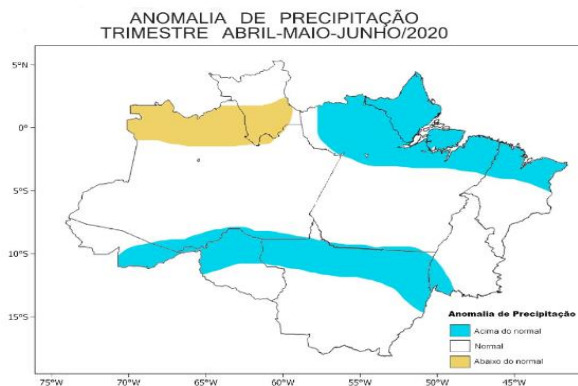 ANOMALIA DE PRECIPITAÇÃO
TRIMESTRE ABRIL-MAIO-JUNHO/2020
5°N
0°
5°S
10°S
15°S
75°W
70°W
65°W
60°W
55°W
50°W
45°W
Anomalia de Precipitação
Acima do normal
Normal
Abaixo do normal